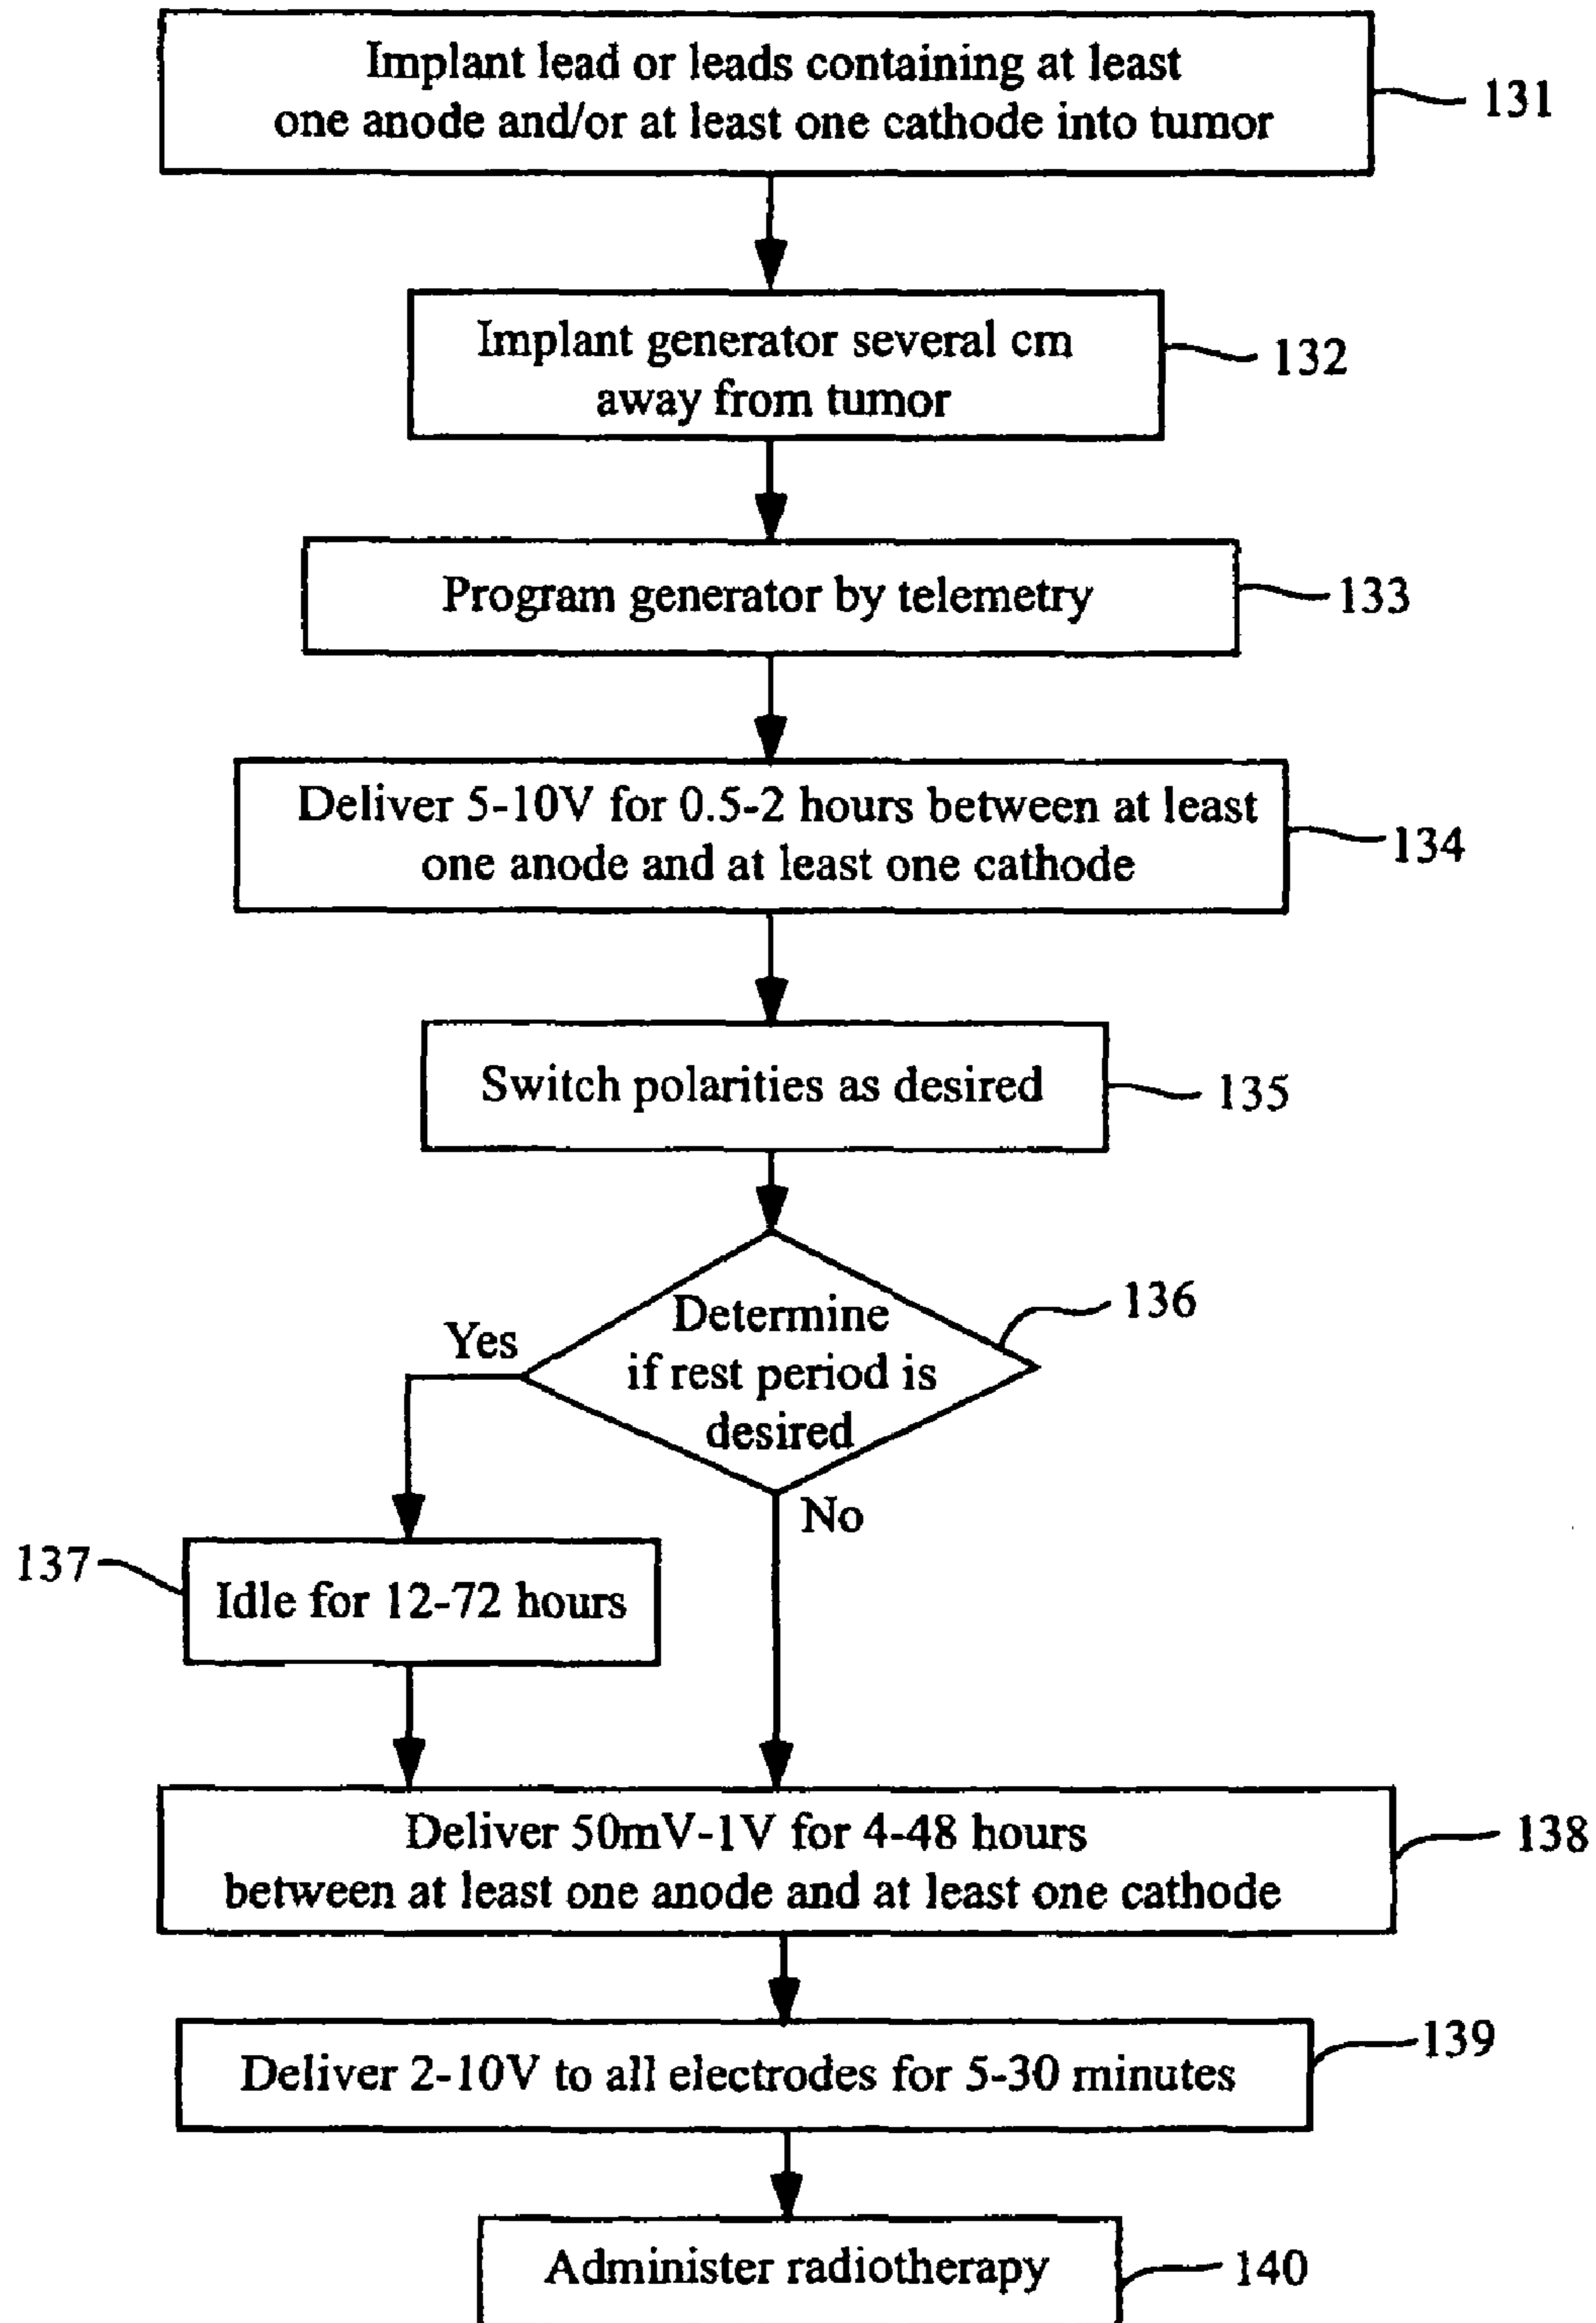 Implant lead or leads containing at least
one anode and/or at least one cathode into tumor
131
Implant generator several cm
away from tumor
132
Program generator by telemetry
133
Deliver 5-10V for 0.5-2 hours between at least
one anode and at least one cathode
134
Switch polarities as desired
135
Determine
if rest period is
desired
136
Yes
No
137
Idle for 12-72 hours
Deliver 50mV-1V for 4-48 hours
between at least one anode and at least one cathode
138
Deliver 2-10V to all electrodes for 5-30 minutes
139
Administer radiotherapy
140